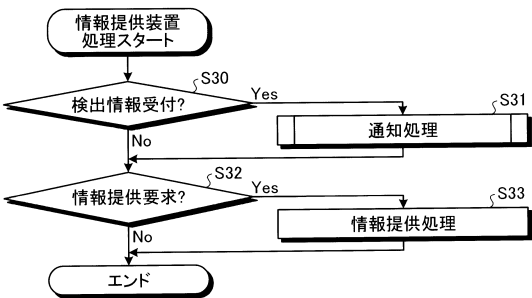 情報提供装置
処理スタート
S30
検出情報受付?
Yes
S31
通知処理
No
S32
情報提供要求?
Yes
S33
情報提供処理
No
エンド